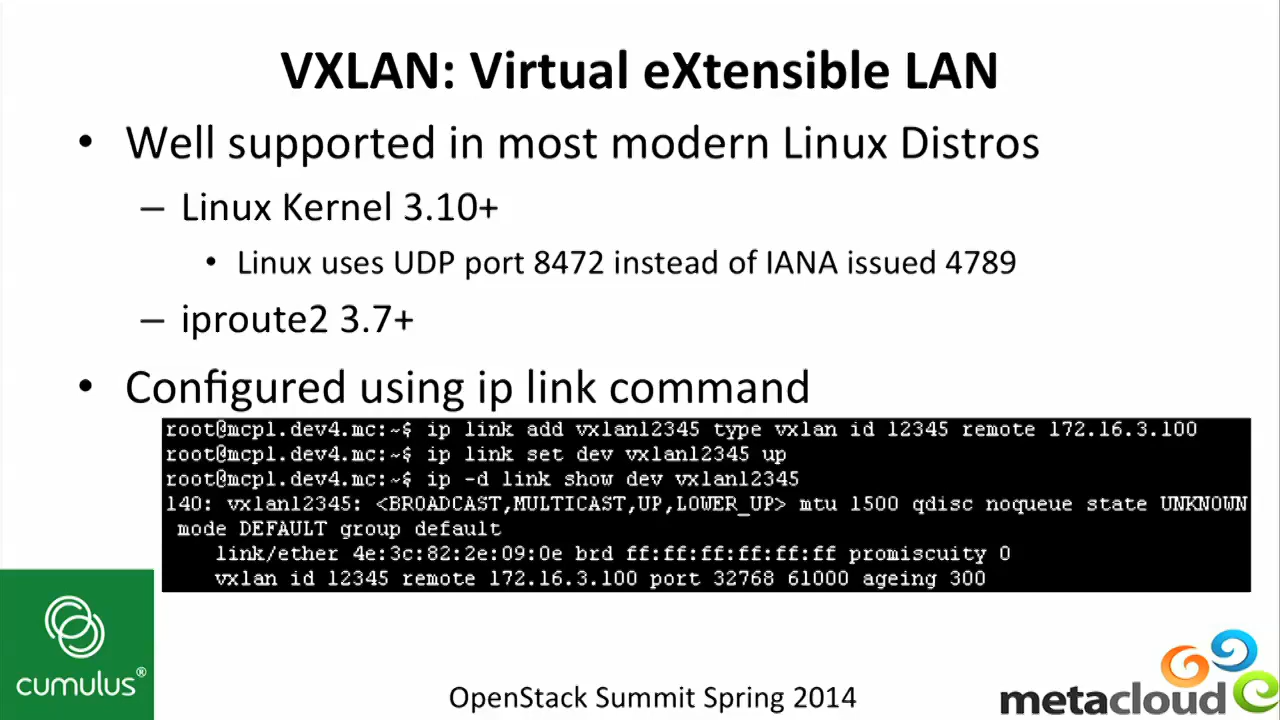 VXLAN: Virtual eXtensible LAN
• Well supported in most modern Linux Distros
– Linux Kernel 3.10+
• Linux uses UDP port 8472 instead of IANA issued 4789
– iproute2 3.7+
• Configured using ip link command
root@mcp1.dev4.mc:~$ ip link add vxlan12345 type vxlan id 12345 remote 172.16.3.100
root@mcp1.dev4.mc:~$ ip link set dev vxlan12345 up
root@mcp1.dev4.mc:~$ ip -d link show dev vxlan12345
140: vxlan12345: <BROADCAST,MULTICAST,UP,LOWER_UP> mtu 1500 qdisc noqueue state UNKNOWN
mode DEFAULT group default
link/ether 4e:3c:82:2e:09:0e brd ff:ff:ff:ff:ff:ff promiscuity 0
vxlan id 12345 remote 172.16.3.100 port 32768 61000 ageing 300
cumulus®
OpenStack Summit Spring 2014
metacloud